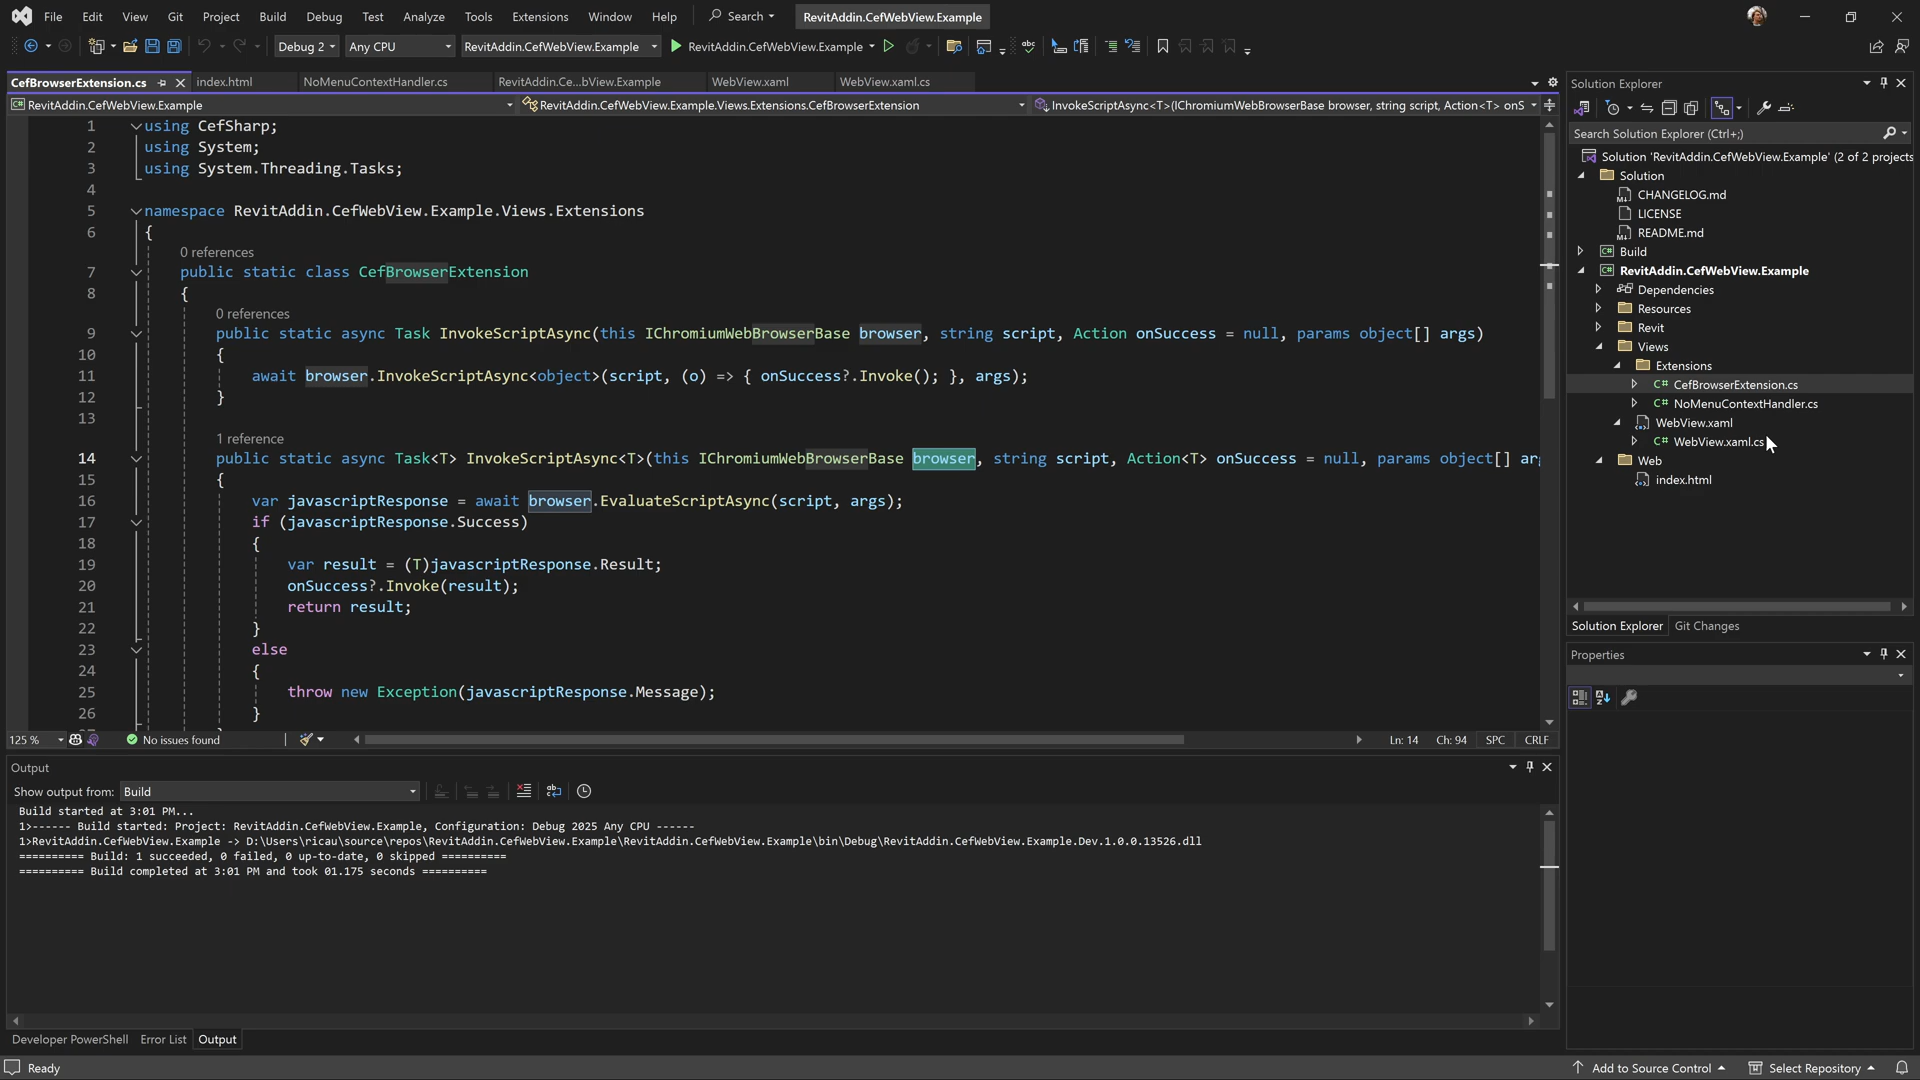 File Edit View Git Project Build Debug Test Analyze Tools Extensions Window Help Search RevitAddin.CefWebView.Example
Debug 2 Any CPU RevitAddin.CefWebView.Example RevitAddin.CefWebView.Example
CefBrowserExtension.cs index.html NoMenuContextHandler.cs RevitAddin.Ce...bView.Example WebView.xaml WebView.xaml.cs
RevitAddin.CefWebView.Example RevitAddin.CefWebView.Example.Views.Extensions.CefBrowserExtension InvokeScriptAsync<T>(IChromiumWebBrowserBase browser, string script, Action<T> onS
1 using CefSharp;
2 using System;
3 using System.Threading.Tasks;
4
5 namespace RevitAddin.CefWebView.Example.Views.Extensions
6 {
0 references
7 public static class CefBrowserExtension
8 {
0 references
9 public static async Task InvokeScriptAsync(this IChromiumWebBrowserBase browser, string script, Action onSuccess = null, params object[] args)
10 {
11 await browser.InvokeScriptAsync<object>(script, (o) => { onSuccess?.Invoke(); }, args);
12 }
13
1 reference
14 public static async Task<T> InvokeScriptAsync<T>(this IChromiumWebBrowserBase browser, string script, Action<T> onSuccess = null, params object[] ar
15 {
16 var javascriptResponse = await browser.EvaluateScriptAsync(script, args);
17 if (javascriptResponse.Success)
18 {
19 var result = (T)javascriptResponse.Result;
20 onSuccess?.Invoke(result);
21 return result;
22 }
23 else
24 {
25 throw new Exception(javascriptResponse.Message);
26 }
125 % No issues found Ln: 14 Ch: 94 SPC CRLF
Output
Show output from: Build
Build started at 3:01 PM...
1>------ Build started: Project: RevitAddin.CefWebView.Example, Configuration: Debug 2025 Any CPU ------
1>RevitAddin.CefWebView.Example -> D:\Users\ricau\source\repos\RevitAddin.CefWebView.Example\RevitAddin.CefWebView.Example\bin\Debug\RevitAddin.CefWebView.Example.Dev.1.0.0.13526.dll
========== Build: 1 succeeded, 0 failed, 0 up-to-date, 0 skipped ==========
========== Build completed at 3:01 PM and took 01.175 seconds ==========
Developer PowerShell Error List Output
Ready
Solution Explorer
Search Solution Explorer (Ctrl+;)
Solution 'RevitAddin.CefWebView.Example' (2 of 2 projects
Solution
CHANGELOG.md
LICENSE
README.md
Build
RevitAddin.CefWebView.Example
Dependencies
Resources
Revit
Views
Extensions
C# CefBrowserExtension.cs
C# NoMenuContextHandler.cs
WebView.xaml
C# WebView.xaml.cs
Web
index.html
Solution Explorer Git Changes
Properties
Add to Source Control Select Repository